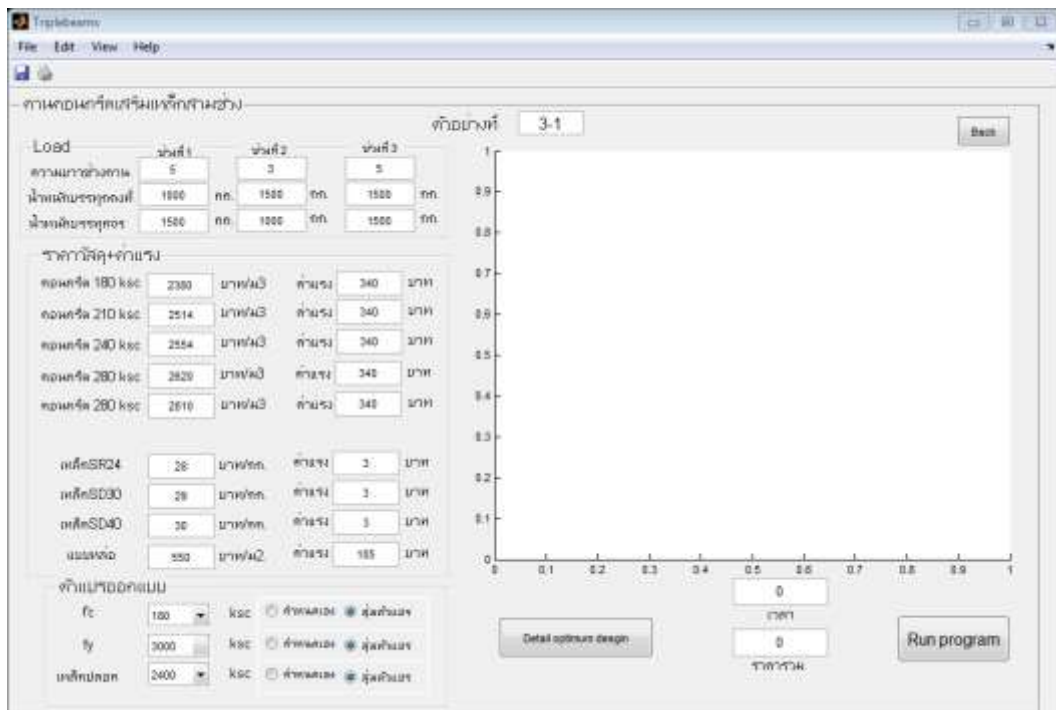 Triplebeams
File Edit View Help
คานคอนกรีตเสริมเหล็กสามช่วง
ตัวอย่างที่ 3-1 Back
Load ช่วงที่ 1 ช่วงที่ 2 ช่วงที่ 3
ความยาวช่วงคาน 5 3 5
น้ำหนักบรรทุกคงที่ 1000 กก. 1500 กก. 1500 กก.
น้ำหนักบรรทุกจร 1500 กก. 1000 กก. 1500 กก.
ราคาวัสดุ+ค่าแรง
คอนกรีต 180 ksc 2380 บาท/ม3 ค่าแรง 340 บาท
คอนกรีต 210 ksc 2514 บาท/ม3 ค่าแรง 340 บาท
คอนกรีต 240 ksc 2554 บาท/ม3 ค่าแรง 340 บาท
คอนกรีต 280 ksc 2620 บาท/ม3 ค่าแรง 340 บาท
คอนกรีต 280 ksc 2810 บาท/ม3 ค่าแรง 340 บาท
เหล็กSR24 28 บาท/กก. ค่าแรง 3 บาท
เหล็กSD30 29 บาท/กก. ค่าแรง 3 บาท
เหล็กSD40 30 บาท/กก. ค่าแรง 3 บาท
แบบหล่อ 550 บาท/ม2 ค่าแรง 185 บาท
ตัวแปรออกแบบ
fc 180 ksc กำหนดเอง สุ่มตัวแปร
fy 3000 ksc กำหนดเอง สุ่มตัวแปร
เหล็กปลอก 2400 ksc กำหนดเอง สุ่มตัวแปร
1
0.9
0.8
0.7
0.6
0.5
0.4
0.3
0.2
0.1
0
0 0.1 0.2 0.3 0.4 0.5 0.6 0.7 0.8 0.9 1
0
เวลา
Detail optimum desgin
0
ราคารวม
Run program